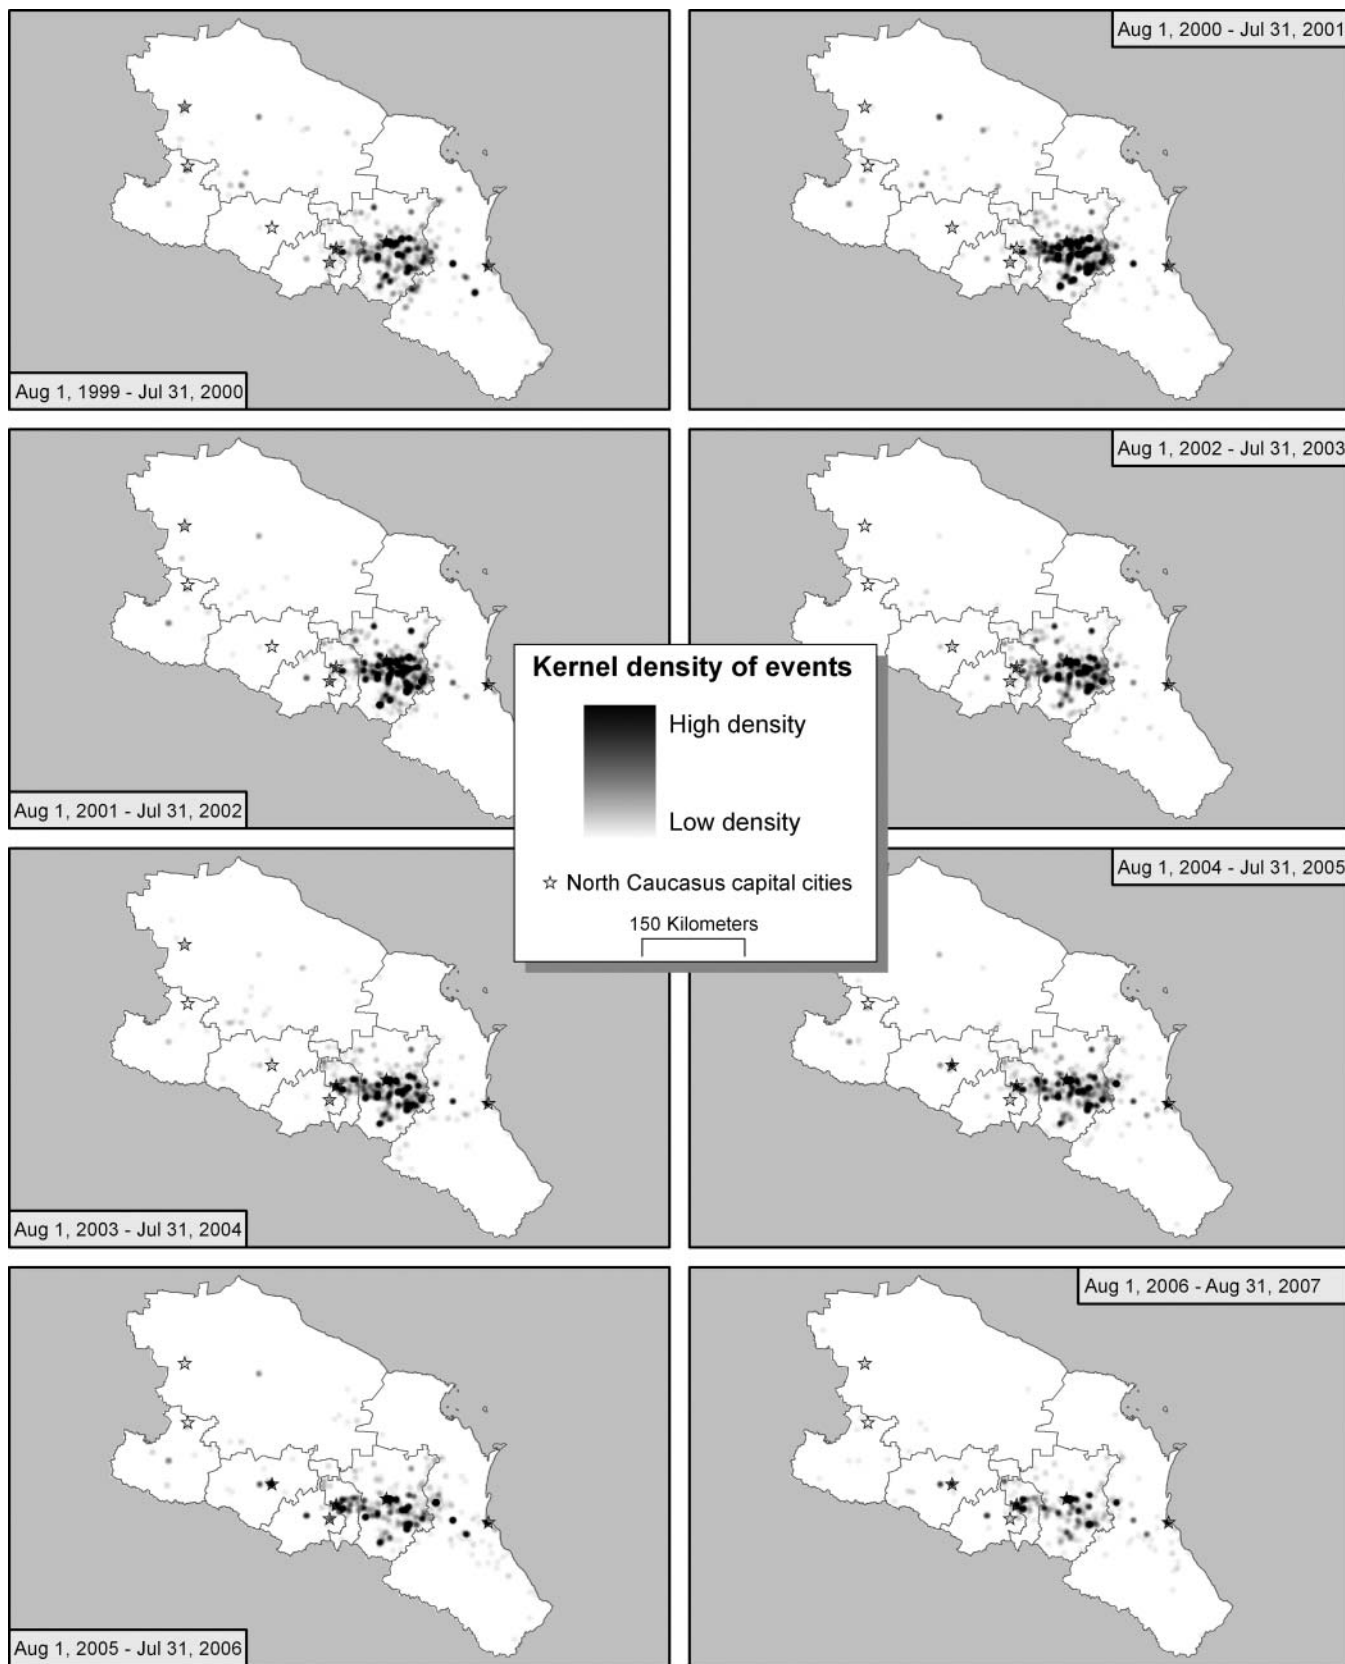 Aug 1, 1999 - Jul 31, 2000
Aug 1, 2000 - Jul 31, 2001
Aug 1, 2001 - Jul 31, 2002
Aug 1, 2002 - Jul 31, 2003
Kernel density of events
High density
Low density
North Caucasus capital cities
150 Kilometers
Aug 1, 2003 - Jul 31, 2004
Aug 1, 2004 - Jul 31, 2005
Aug 1, 2005 - Jul 31, 2006
Aug 1, 2006 - Aug 31, 2007